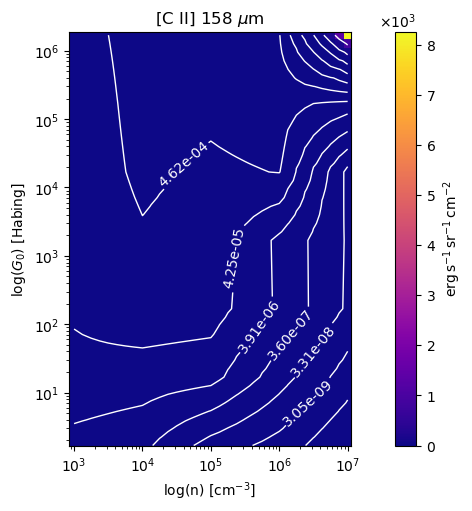 [C II] 158 μm
×10³
10⁶
10⁵
10⁴
10³
10²
10¹
log(G₀) [Habing]
4.62e-04
4.25e-05
3.91e-06
3.60e-07
3.31e-08
3.05e-09
10³ 10⁴ 10⁵ 10⁶ 10⁷
log(n) [cm⁻³]
8
7
6
5
4
3
2
1
0
erg s⁻¹ sr⁻¹ cm⁻²